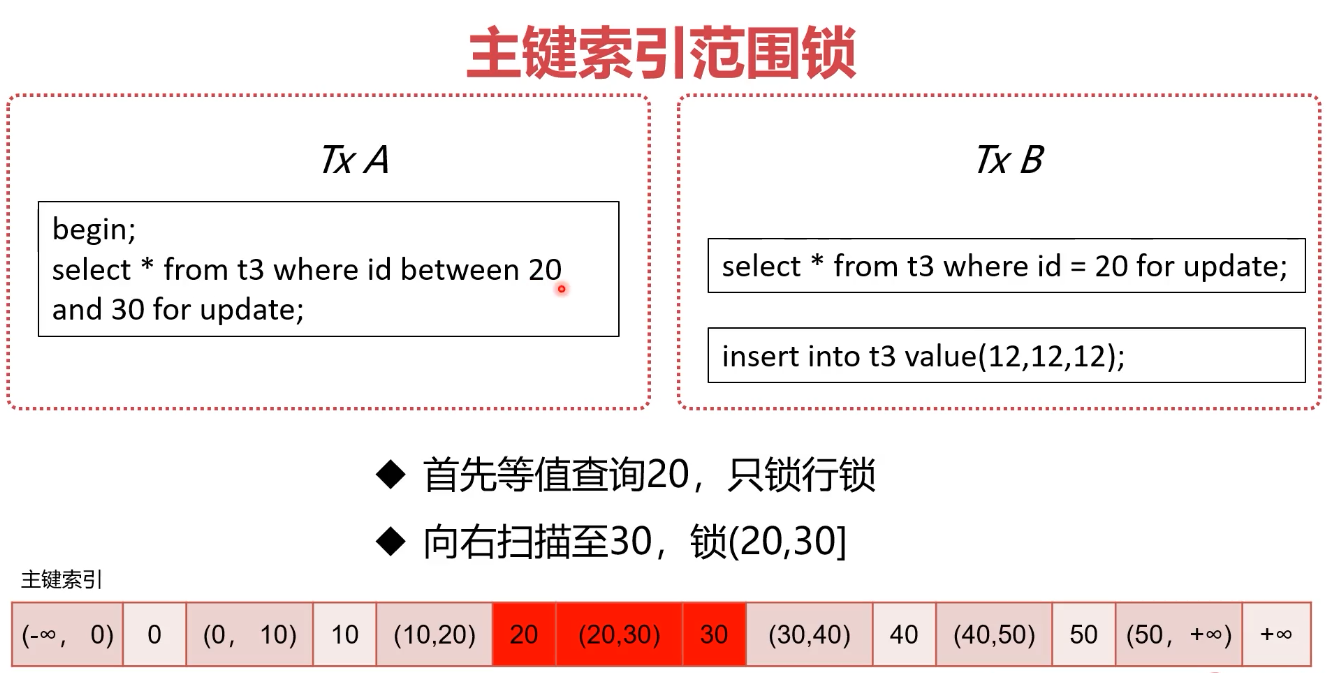 主键索引范围锁
Tx A
begin;
select * from t3 where id between 20
and 30 for update;
Tx B
select * from t3 where id = 20 for update;
insert into t3 value(12,12,12);
◆ 首先等值查询20，只锁行锁
◆ 向右扫描至30，锁(20,30]
主键索引
(-∞， 0) 0 (0， 10) 10 (10,20) 20 (20,30) 30 (30,40) 40 (40,50) 50 (50，+∞) +∞